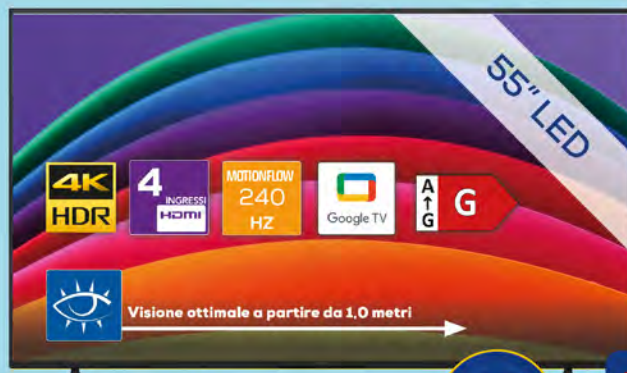 55" LED
4K
HDR
4
INGRESSI
HDMI
MOTIONFLOW
240
HZ
Google TV
A
↑
G
G
Visione ottimale a partire da 1,0 metri